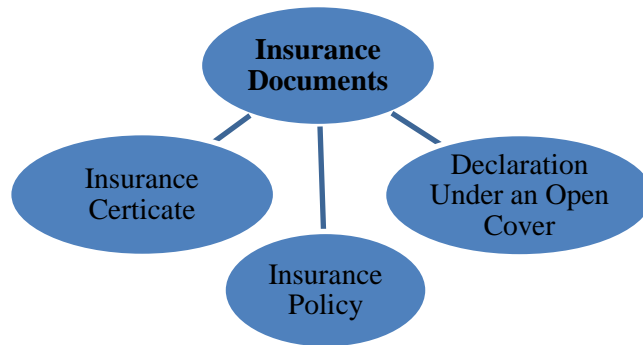 Insurance
Documents
Insurance
Certicate
Declaration
Under an Open
Cover
Insurance
Policy